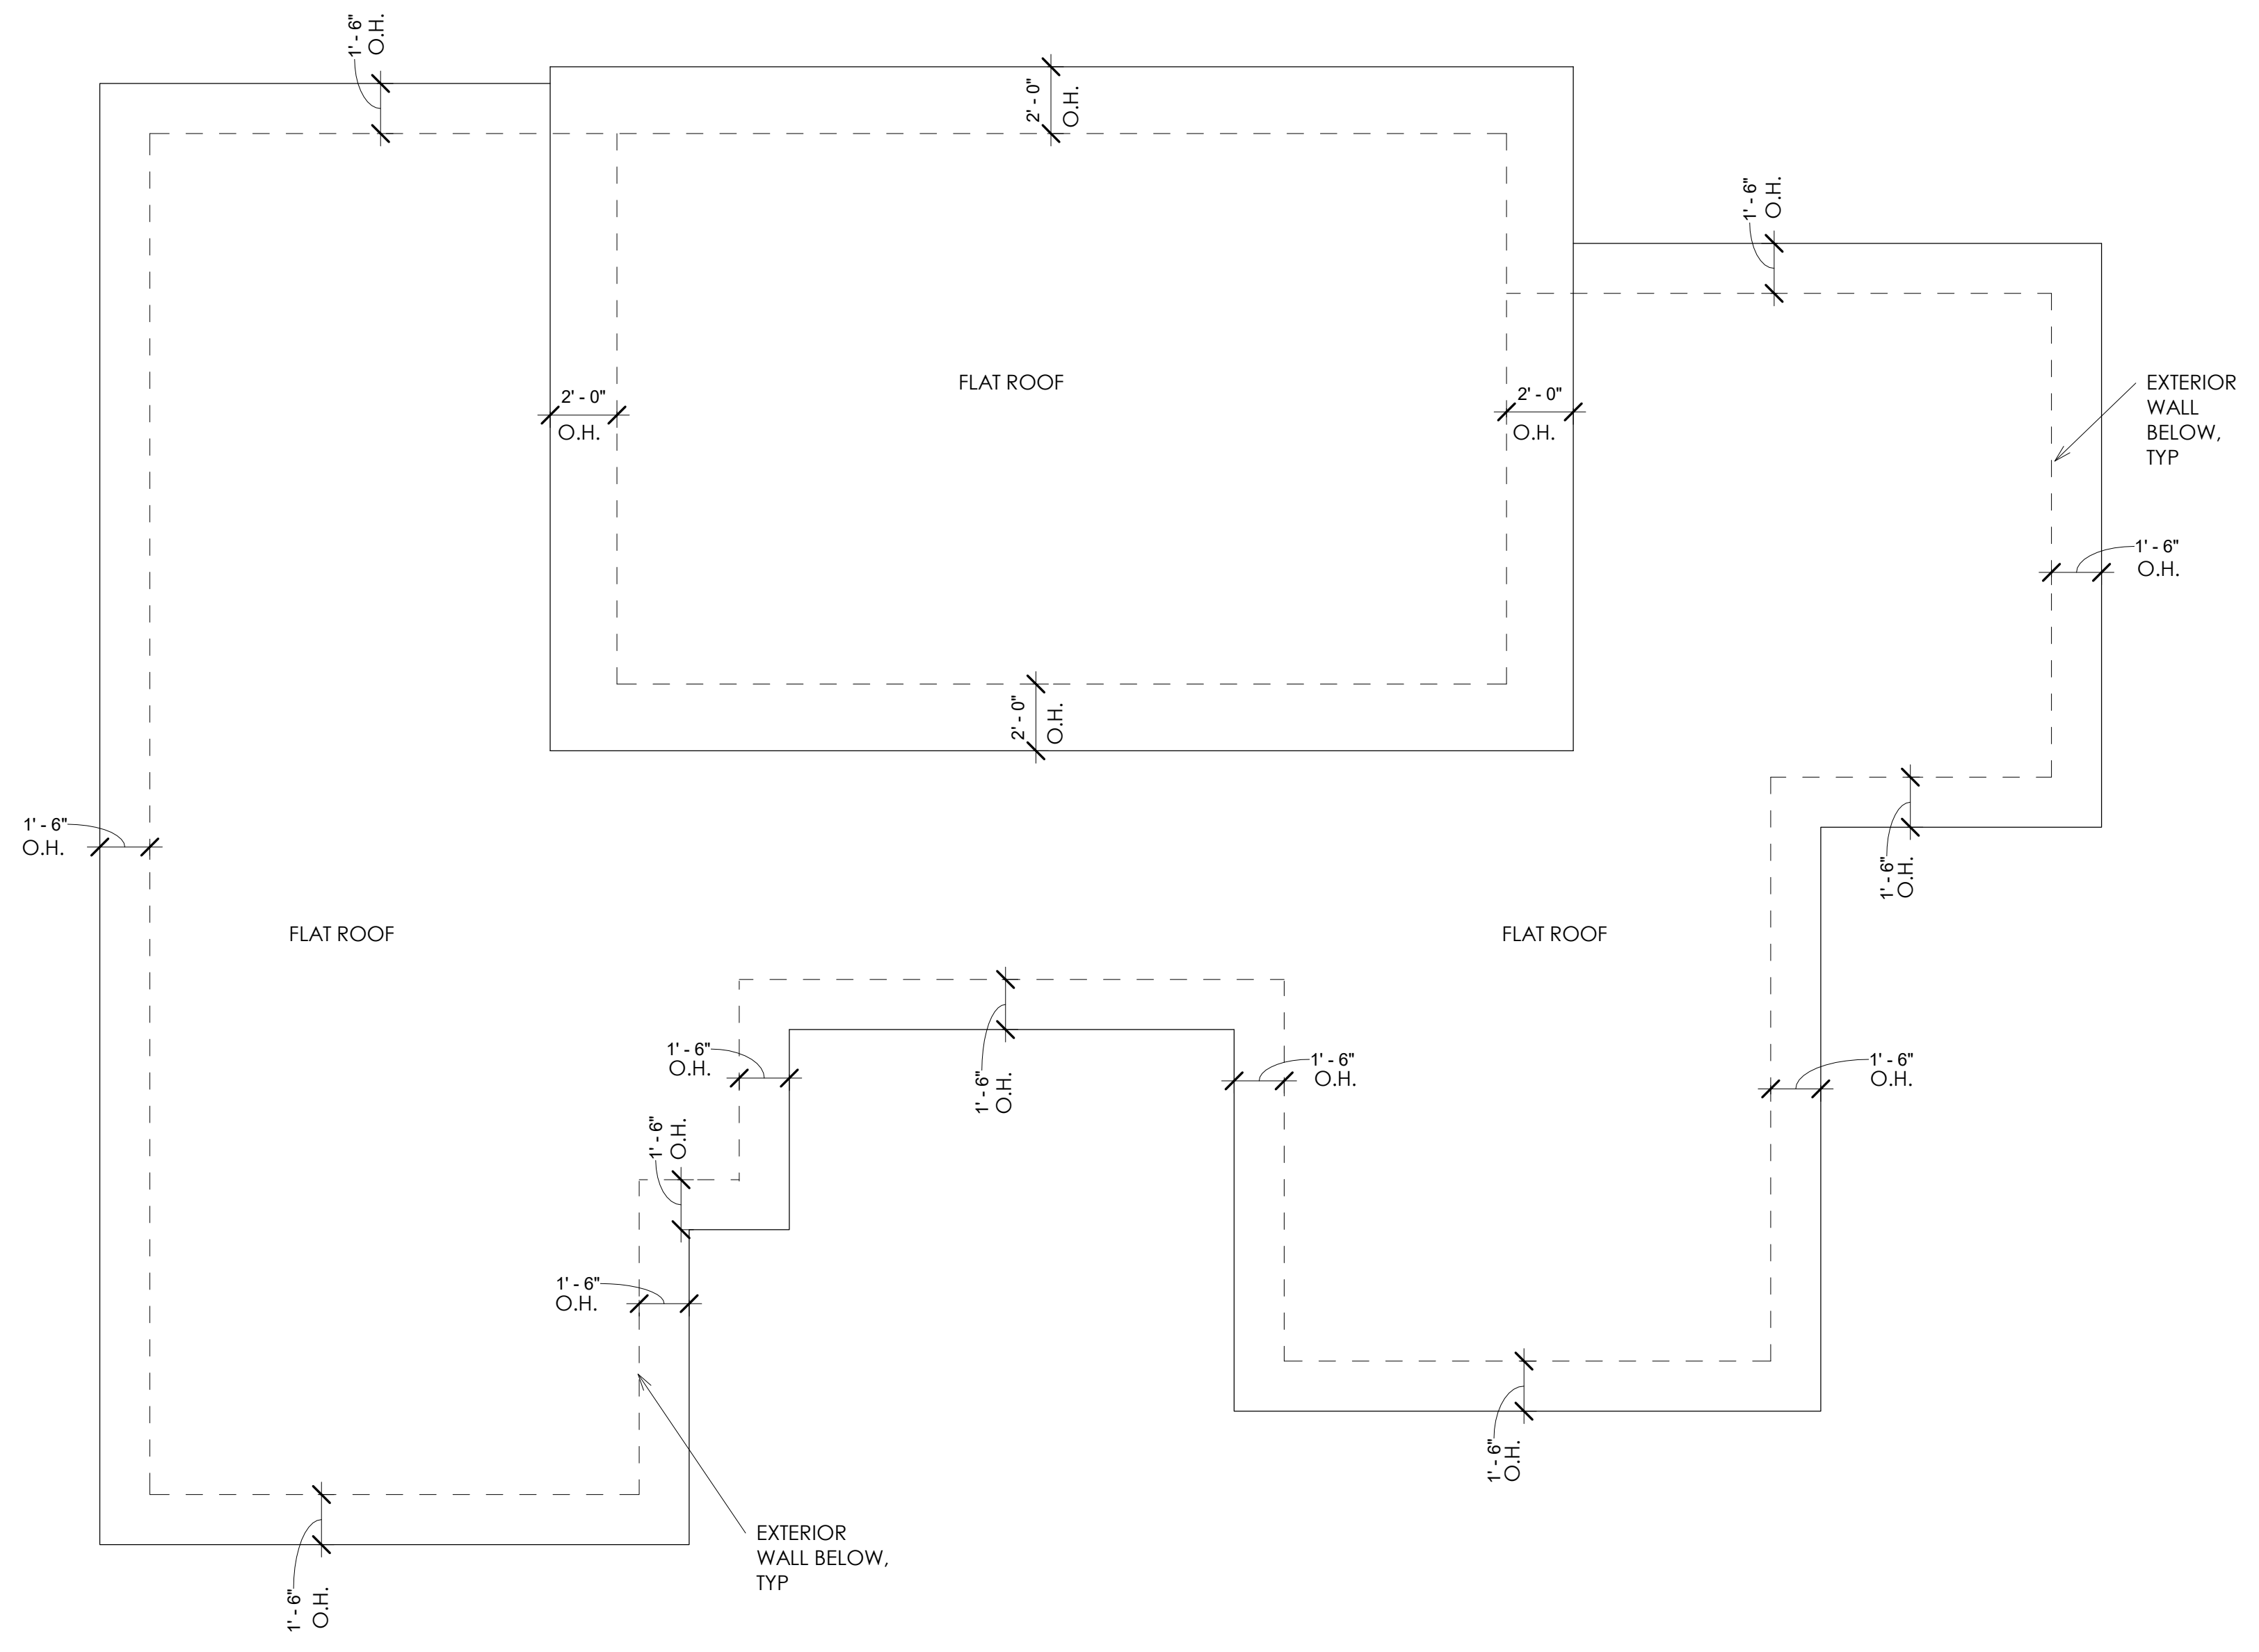 1' - 6"
O.H.
2' - 0"
O.H.
1' - 6"
O.H.
FLAT ROOF
EXTERIOR
WALL
BELOW,
TYP
2' - 0"
O.H.
2' - 0"
O.H.
1' - 6"
O.H.
2' - 0"
O.H.
1' - 6"
O.H.
1' - 6"
O.H.
FLAT ROOF
FLAT ROOF
1' - 6"
O.H.
1' - 6"
O.H.
1' - 6"
O.H.
1' - 6"
O.H.
1' - 6"
O.H.
1' - 6"
O.H.
1' - 6"
O.H.
EXTERIOR
WALL BELOW,
TYP
1' - 6"
O.H.